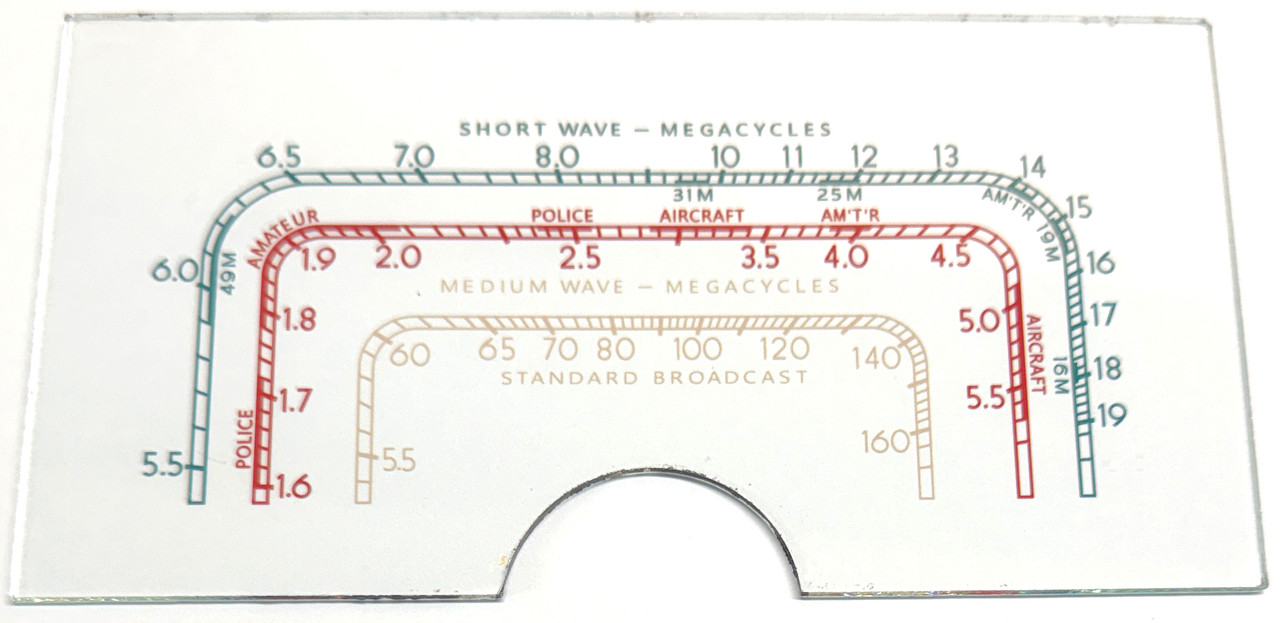 SHORT WAVE – MEGACYCLES
6.5 7.0 8.0 10 11 12 13 14
31M 25M AM'T'R 15
AMATEUR POLICE AIRCRAFT AM'T'R 19M
6.0 49M 1.9 2.0 2.5 3.5 4.0 4.5 16
MEDIUM WAVE – MEGACYCLES
1.8 5.0 AIRCRAFT 17
60 65 70 80 100 120 140
STANDARD BROADCAST 16M 18
1.7 5.5 19
POLICE 160
5.5 5.5
1.6